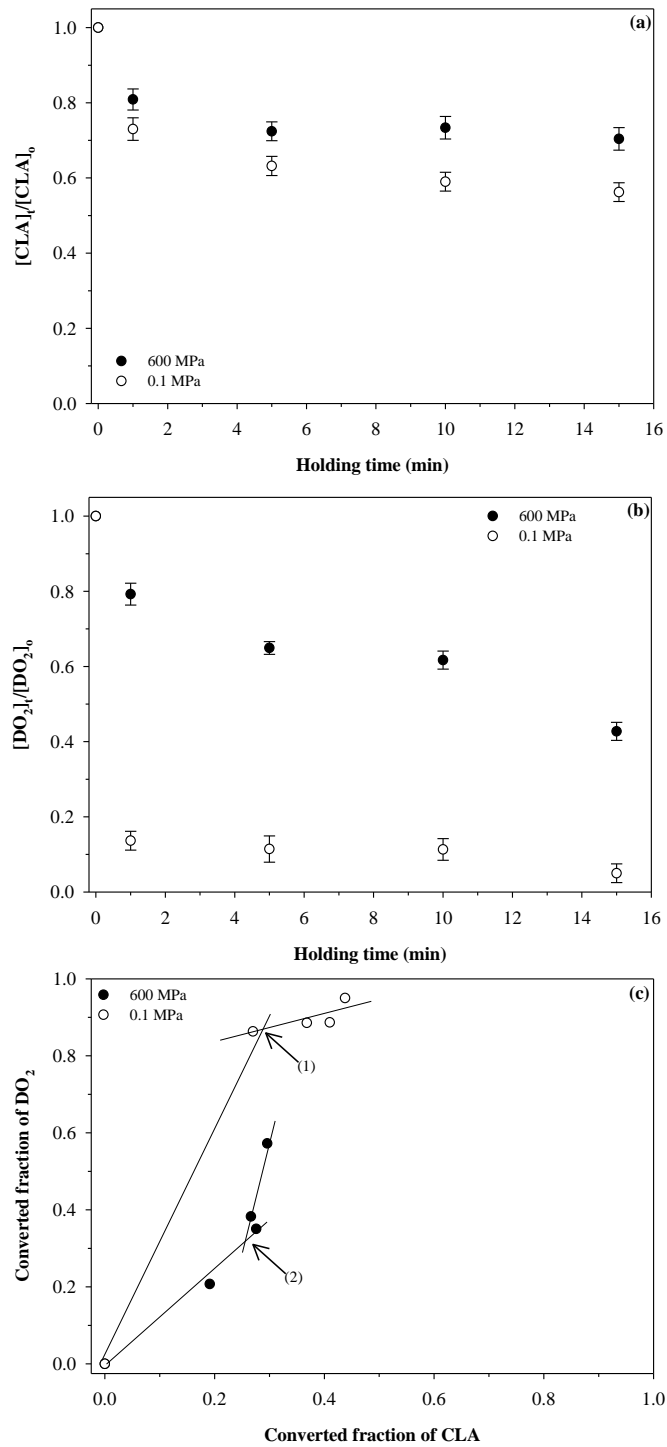 (a)
1.0
0.8
0.6
0.4
0.2
0.0
[CLA]t/[CLA]o
600 MPa
0.1 MPa
0 2 4 6 8 10 12 14 16
Holding time (min)
(b)
600 MPa
0.1 MPa
1.0
0.8
0.6
0.4
0.2
0.0
[DO2]t/[DO2]o
0 2 4 6 8 10 12 14 16
Holding time (min)
(c)
600 MPa
0.1 MPa
1.0
0.8
0.6
0.4
0.2
0.0
Converted fraction of DO2
(1)
(2)
0.0 0.2 0.4 0.6 0.8 1.0
Converted fraction of CLA